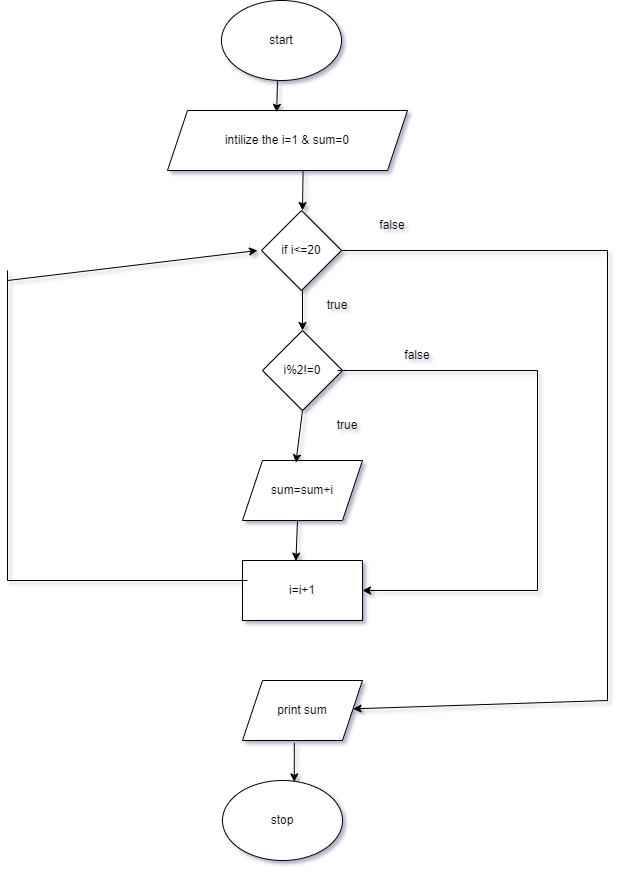 start
intilize the i=1 & sum=0
false
if i<=20
true
false
i%2!=0
true
sum=sum+i
i=i+1
print sum
stop